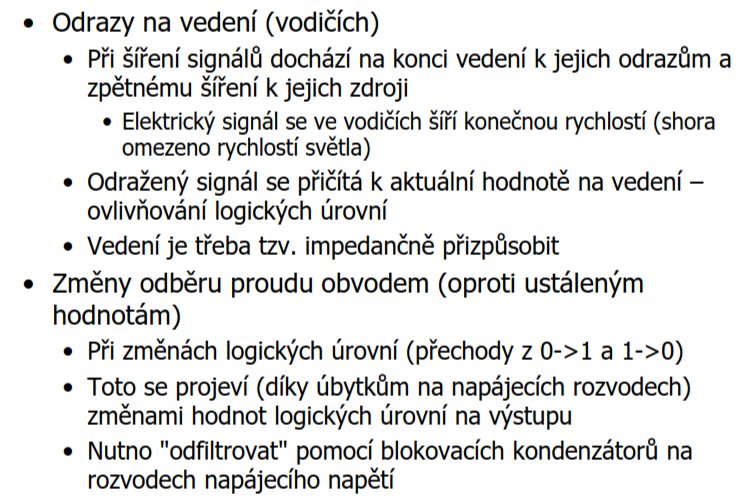 • Odrazy na vedení (vodičích)
• Při šíření signálů dochází na konci vedení k jejich odrazům a
zpětnému šíření k jejich zdroji
• Elektrický signál se ve vodičích šíří konečnou rychlostí (shora
omezeno rychlostí světla)
• Odražený signál se přičítá k aktuální hodnotě na vedení –
ovlivňování logických úrovní
• Vedení je třeba tzv. impedančně přizpůsobit
• Změny odběru proudu obvodem (oproti ustáleným
hodnotám)
• Při změnách logických úrovní (přechody z 0->1 a 1->0)
• Toto se projeví (díky úbytkům na napájecích rozvodech)
změnami hodnot logických úrovní na výstupu
• Nutno "odfiltrovat" pomocí blokovacích kondenzátorů na
rozvodech napájecího napětí